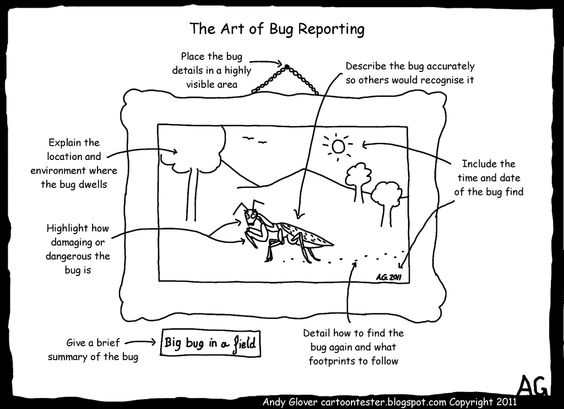 The Art of Bug Reporting
Place the bug
details in a highly
visible area
Describe the bug accurately
so others would recognise it
Explain the
location and
environment where
the bug dwells
Include the
time and date
of the bug find
Highlight how
damaging or
dangerous the
bug is
A.G. 2011
Give a brief
summary of the bug
Big bug in a field
Detail how to find the
bug again and what
footprints to follow
AG
Andy Glover cartoontester.blogspot.com Copyright 2011